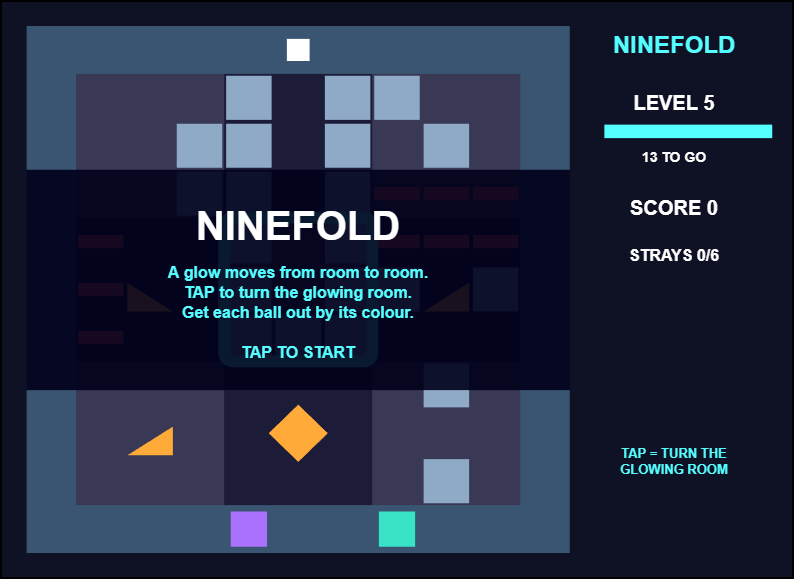 NINEFOLD
A glow moves from room to room.
TAP to turn the glowing room.
Get each ball out by its colour.
TAP TO START
NINEFOLD
LEVEL 5
13 TO GO
SCORE 0
STRAYS 0/6
TAP = TURN THE
GLOWING ROOM